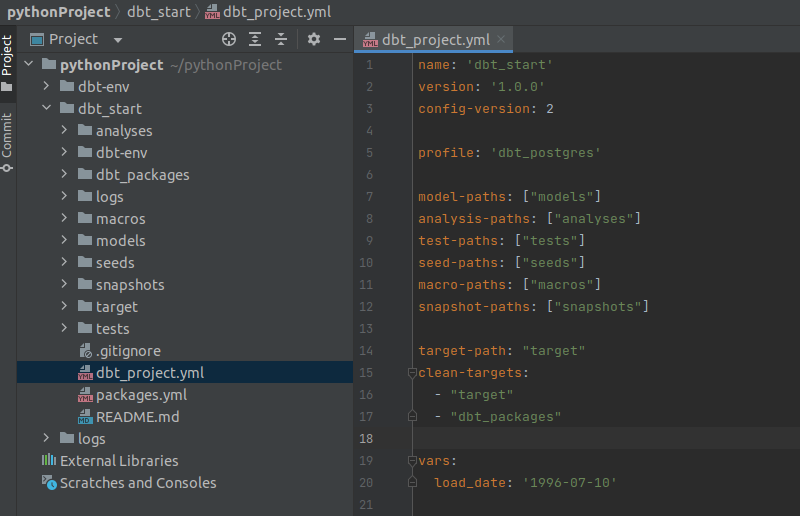 pythonProject dbt_start dbt_project.yml
Project
Commit
Project
pythonProject ~/pythonProject
dbt-env
dbt_start
analyses
dbt-env
dbt_packages
logs
macros
models
seeds
snapshots
target
tests
.gitignore
dbt_project.yml
packages.yml
README.md
logs
External Libraries
Scratches and Consoles
dbt_project.yml
1 name: 'dbt_start'
2 version: '1.0.0'
3 config-version: 2
4
5 profile: 'dbt_postgres'
6
7 model-paths: ["models"]
8 analysis-paths: ["analyses"]
9 test-paths: ["tests"]
10 seed-paths: ["seeds"]
11 macro-paths: ["macros"]
12 snapshot-paths: ["snapshots"]
13
14 target-path: "target"
15 clean-targets:
16 - "target"
17 - "dbt_packages"
18
19 vars:
20 load_date: '1996-07-10'
21